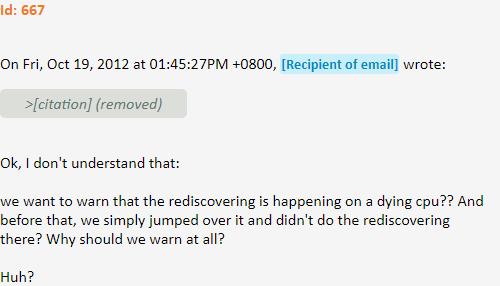 Id: 667
On Fri, Oct 19, 2012 at 01:45:27PM +0800, [Recipient of email] wrote:
>[citation] (removed)
Ok, I don't understand that:
we want to warn that the rediscovering is happening on a dying cpu?? And
before that, we simply jumped over it and didn't do the rediscovering
there? Why should we warn at all?
Huh?